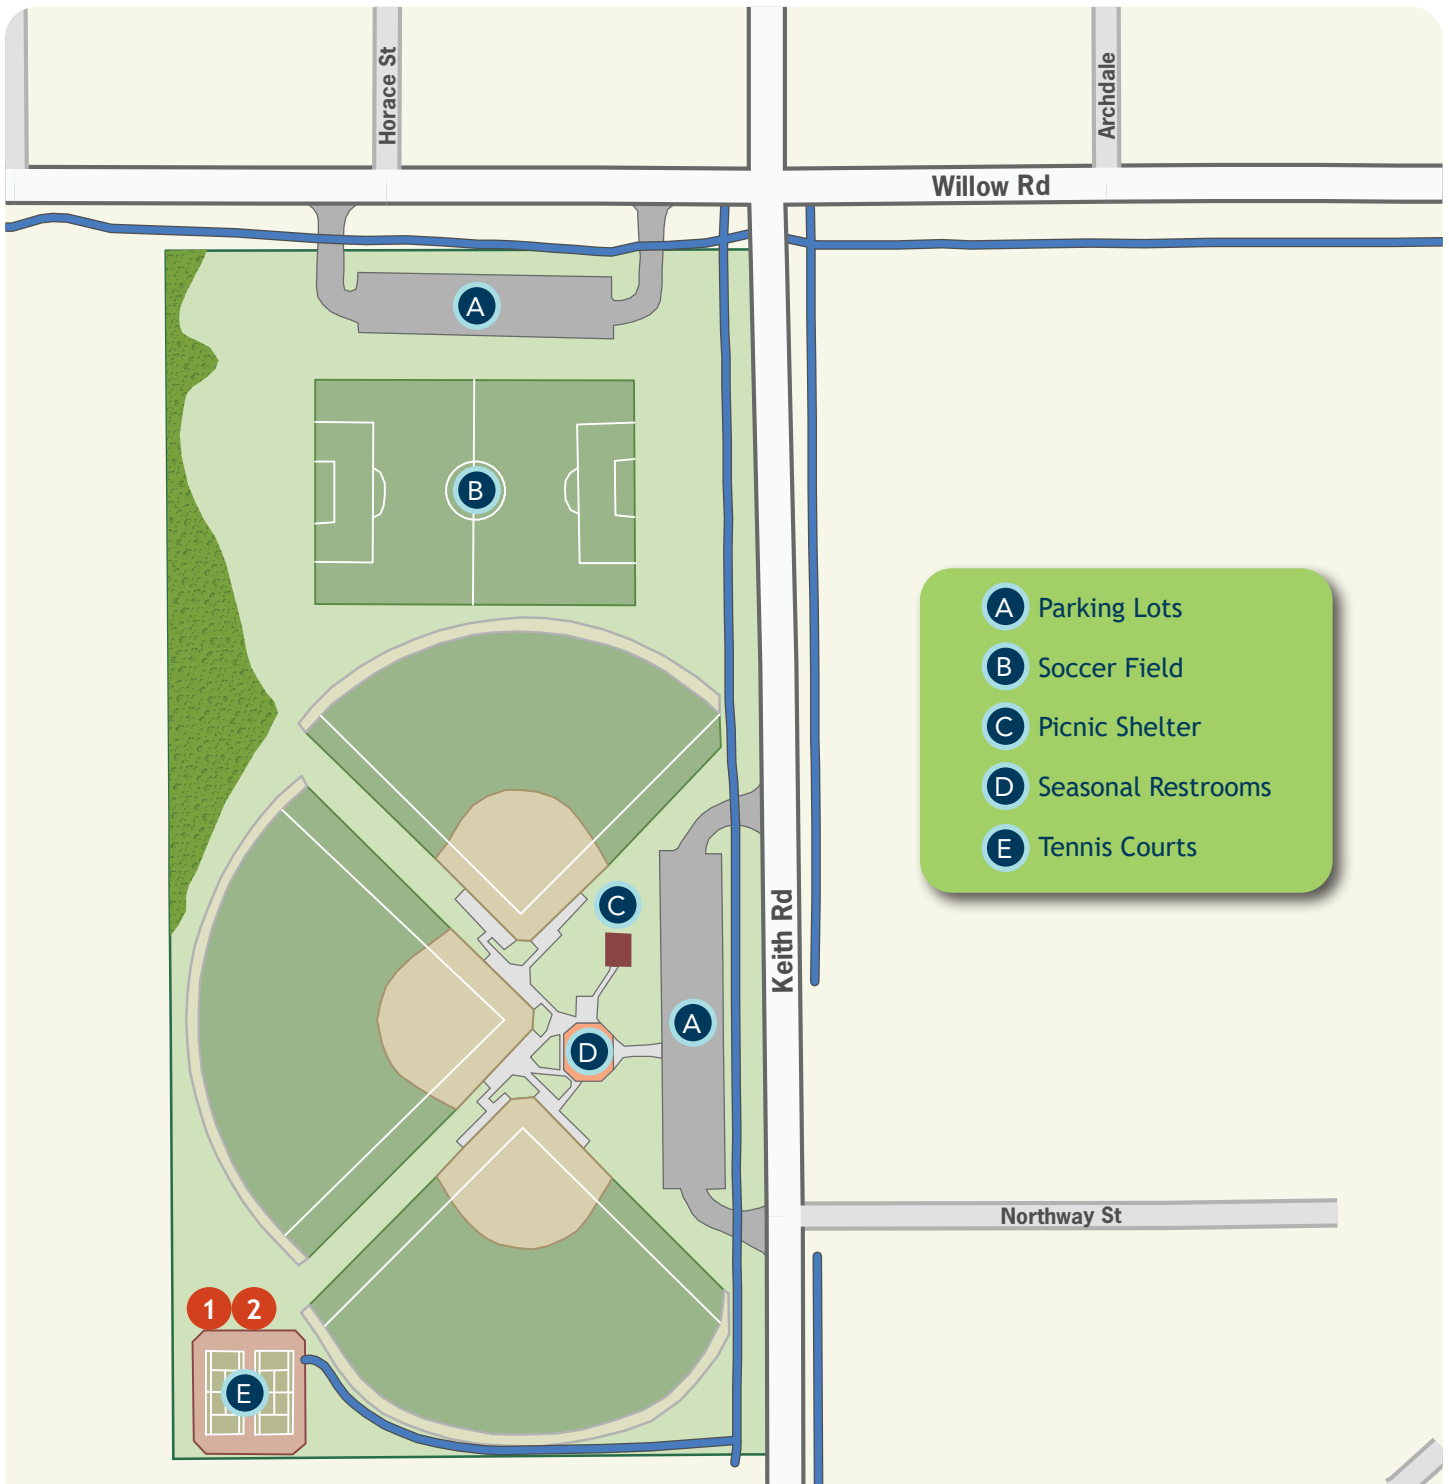 Horace St
Archdale
Willow Rd
A
B
A Parking Lots
B Soccer Field
C Picnic Shelter
D Seasonal Restrooms
E Tennis Courts
C
Keith Rd
A
D
Northway St
1 2
E